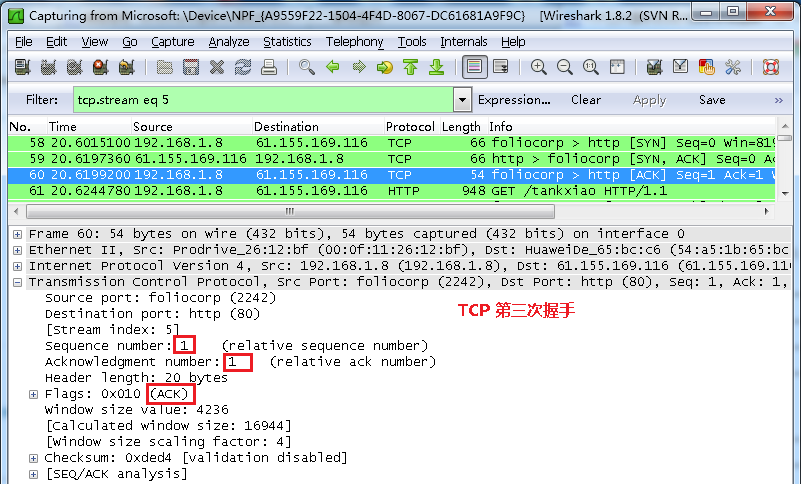 Capturing from Microsoft: \Device\NPF_{A9559F22-1504-4F4D-8067-DC61681A9F9C} [Wireshark 1.8.2 (SVN R...
File Edit View Go Capture Analyze Statistics Telephony Tools Internals Help
Filter: tcp.stream eq 5 Expression... Clear Apply Save »
No. Time Source Destination Protocol Length Info
58 20.6015100 192.168.1.8 61.155.169.116 TCP 66 foliocorp > http [SYN] Seq=0 Win=819
59 20.6197360 61.155.169.116 192.168.1.8 TCP 66 http > foliocorp [SYN, ACK] Seq=0 Ac
60 20.6199200 192.168.1.8 61.155.169.116 TCP 54 foliocorp > http [ACK] Seq=1 Ack=1 W
61 20.6244780 192.168.1.8 61.155.169.116 HTTP 948 GET /tankxiao HTTP/1.1
Frame 60: 54 bytes on wire (432 bits), 54 bytes captured (432 bits) on interface 0
Ethernet II, Src: Prodrive_26:12:bf (00:0f:11:26:12:bf), Dst: HuaweiDe_65:bc:c6 (54:a5:1b:65:bc
Internet Protocol Version 4, Src: 192.168.1.8 (192.168.1.8), Dst: 61.155.169.116 (61.155.169.11
Transmission Control Protocol, Src Port: foliocorp (2242), Dst Port: http (80), Seq: 1, Ack: 1,
Source port: foliocorp (2242)
Destination port: http (80)
TCP 第三次握手
[Stream index: 5]
Sequence number: 1 (relative sequence number)
Acknowledgment number: 1 (relative ack number)
Header length: 20 bytes
Flags: 0x010 (ACK)
Window size value: 4236
[Calculated window size: 16944]
[Window size scaling factor: 4]
Checksum: 0xded4 [validation disabled]
[SEQ/ACK analysis]